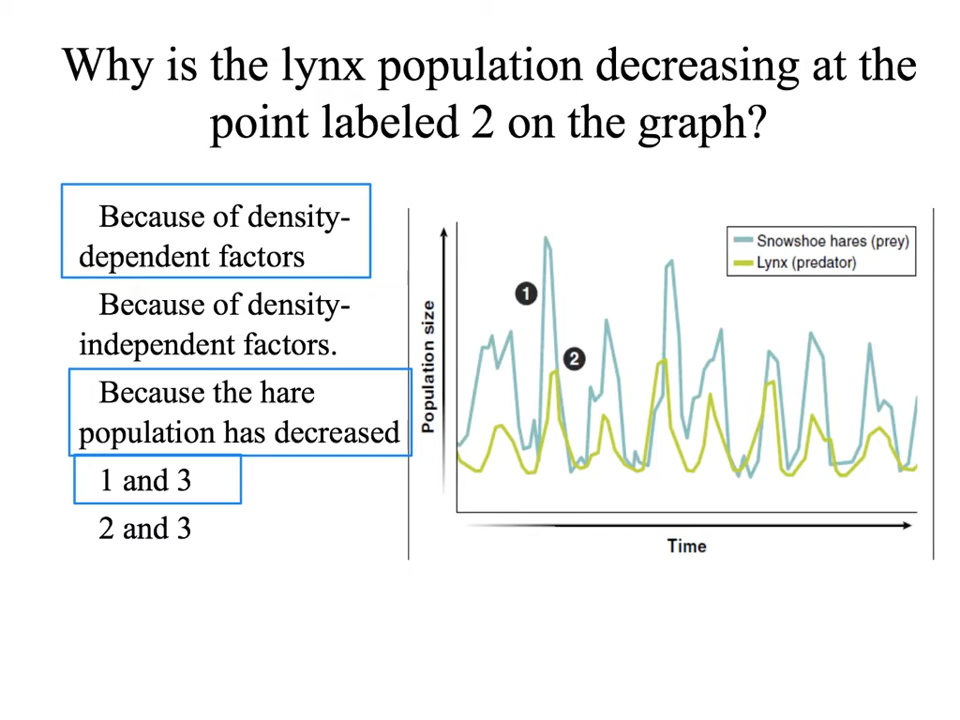 Why is the lynx population decreasing at the
point labeled 2 on the graph?
Because of density-
dependent factors
Because of density-
independent factors.
Because the hare
population has decreased
1 and 3
2 and 3
Population size
1
2
Snowshoe hares (prey)
Lynx (predator)
Time